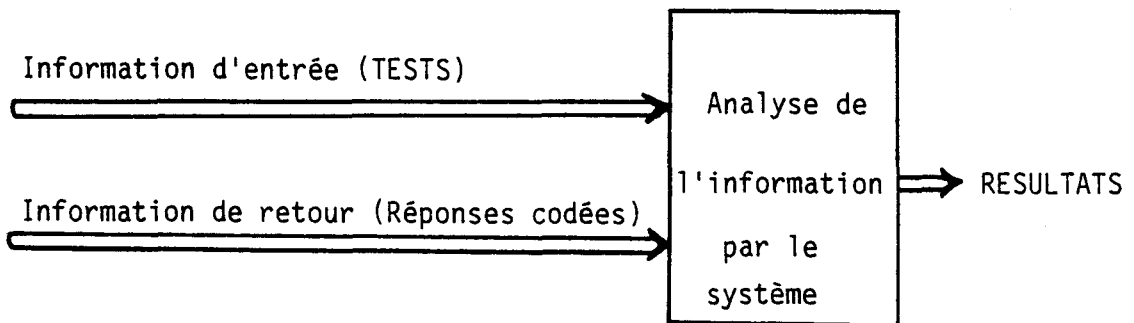 Information d'entrée (TESTS)
Information de retour (Réponses codées)
Analyse de
l'information
par le
système
RESULTATS